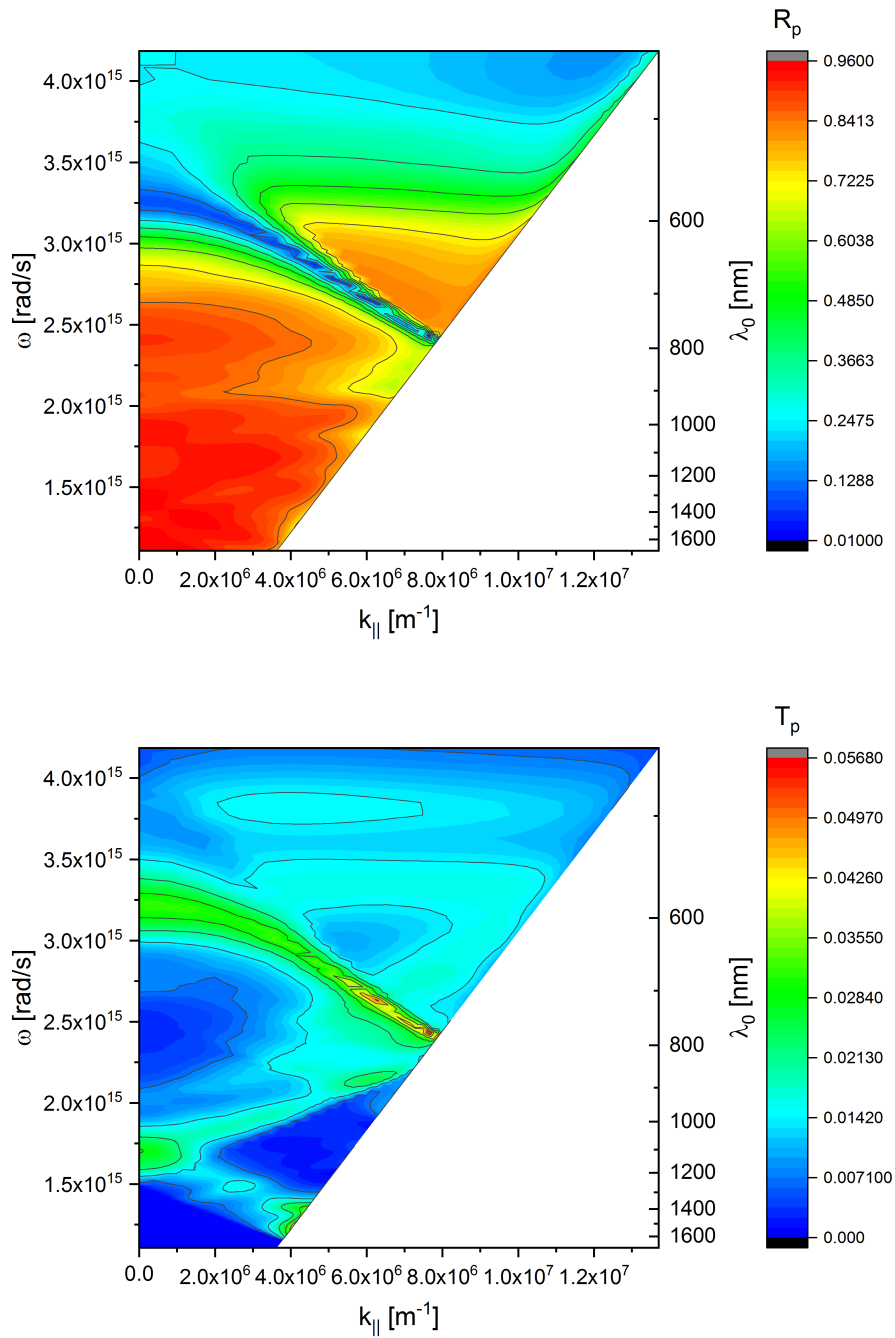 R_p
4.0x10^15
3.5x10^15
3.0x10^15
2.5x10^15
2.0x10^15
1.5x10^15
ω [rad/s]
600
800
1000
1200
1400
1600
λ_0 [nm]
0.9600
0.8413
0.7225
0.6038
0.4850
0.3663
0.2475
0.1288
0.01000
0.0
2.0x10^6
4.0x10^6
6.0x10^6
8.0x10^6
1.0x10^7
1.2x10^7
k_|| [m^-1]
T_p
4.0x10^15
3.5x10^15
3.0x10^15
2.5x10^15
2.0x10^15
1.5x10^15
ω [rad/s]
600
800
1000
1200
1400
1600
λ_0 [nm]
0.05680
0.04970
0.04260
0.03550
0.02840
0.02130
0.01420
0.007100
0.000
0.0
2.0x10^6
4.0x10^6
6.0x10^6
8.0x10^6
1.0x10^7
1.2x10^7
k_|| [m^-1]